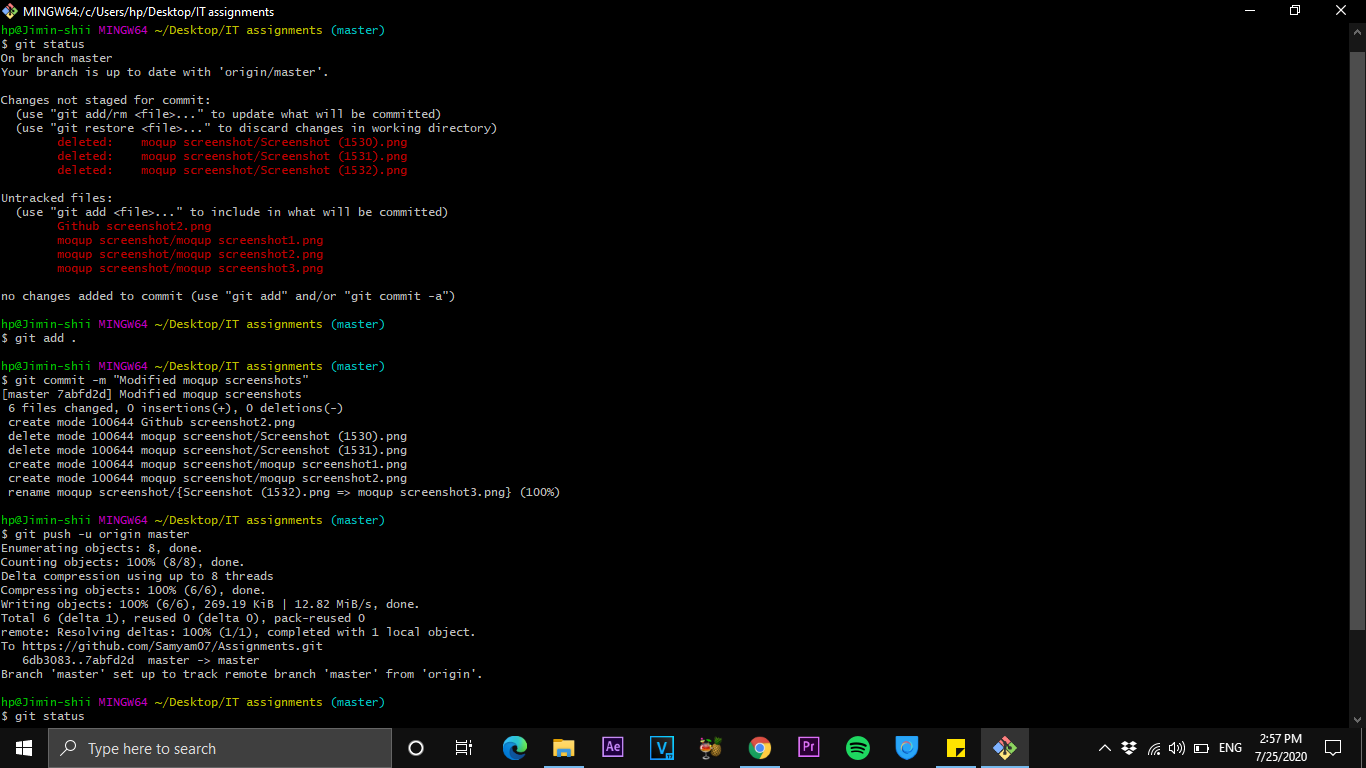 MINGW64:/c/Users/hp/Desktop/IT assignments
hp@Jimin-shii MINGW64 ~/Desktop/IT assignments (master)
$ git status
On branch master
Your branch is up to date with 'origin/master'.

Changes not staged for commit:
  (use "git add/rm <file>..." to update what will be committed)
  (use "git restore <file>..." to discard changes in working directory)
        deleted:    moqup screenshot/Screenshot (1530).png
        deleted:    moqup screenshot/Screenshot (1531).png
        deleted:    moqup screenshot/Screenshot (1532).png

Untracked files:
  (use "git add <file>..." to include in what will be committed)
        Github screenshot2.png
        moqup screenshot/moqup screenshot1.png
        moqup screenshot/moqup screenshot2.png
        moqup screenshot/moqup screenshot3.png

no changes added to commit (use "git add" and/or "git commit -a")

hp@Jimin-shii MINGW64 ~/Desktop/IT assignments (master)
$ git add .

hp@Jimin-shii MINGW64 ~/Desktop/IT assignments (master)
$ git commit -m "Modified moqup screenshots"
[master 7abfd2d] Modified moqup screenshots
 6 files changed, 0 insertions(+), 0 deletions(-)
 create mode 100644 Github screenshot2.png
 delete mode 100644 moqup screenshot/Screenshot (1530).png
 delete mode 100644 moqup screenshot/Screenshot (1531).png
 create mode 100644 moqup screenshot/moqup screenshot1.png
 create mode 100644 moqup screenshot/moqup screenshot2.png
 rename moqup screenshot/{Screenshot (1532).png => moqup screenshot3.png} (100%)

hp@Jimin-shii MINGW64 ~/Desktop/IT assignments (master)
$ git push -u origin master
Enumerating objects: 8, done.
Counting objects: 100% (8/8), done.
Delta compression using up to 8 threads
Compressing objects: 100% (6/6), done.
Writing objects: 100% (6/6), 269.19 KiB | 12.82 MiB/s, done.
Total 6 (delta 1), reused 0 (delta 0), pack-reused 0
remote: Resolving deltas: 100% (1/1), completed with 1 local object.
To https://github.com/Samyam07/Assignments.git
   6db3083..7abfd2d  master -> master
Branch 'master' set up to track remote branch 'master' from 'origin'.

hp@Jimin-shii MINGW64 ~/Desktop/IT assignments (master)
$ git status
Type here to search
Ae
V
Pr
ENG
2:57 PM
7/25/2020